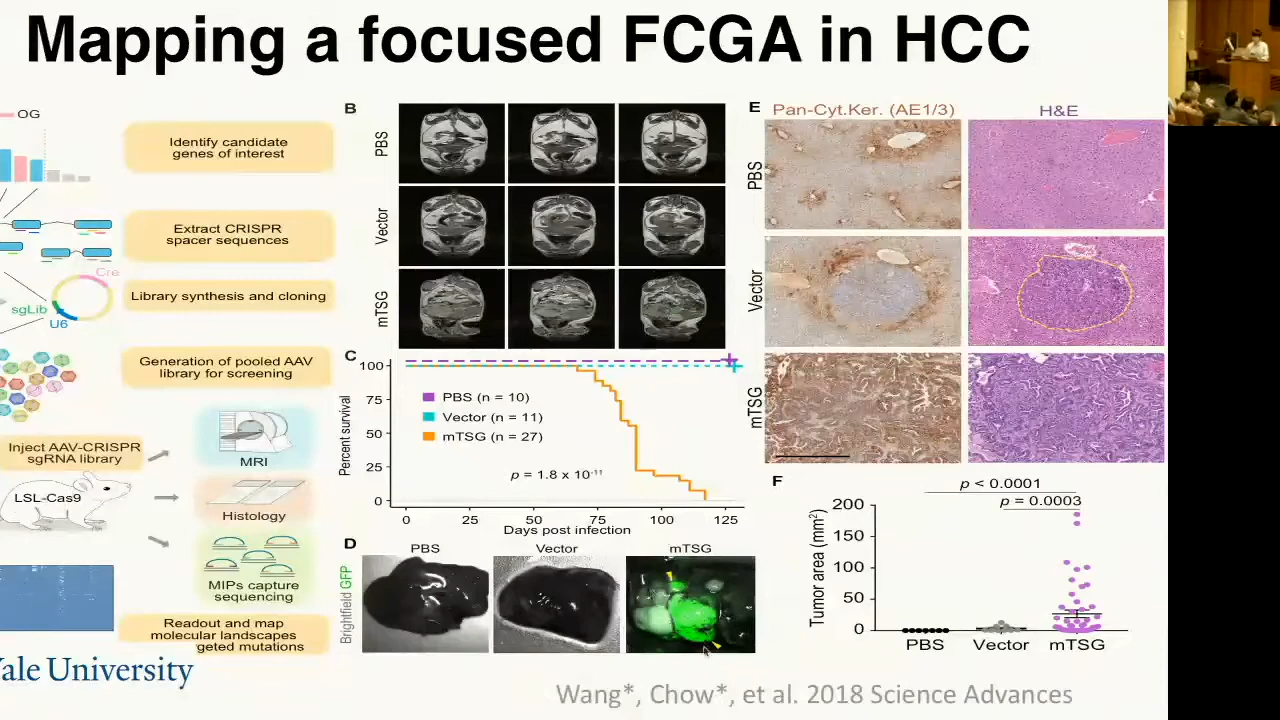 Mapping a focused FCGA in HCC
OG
Identify candidate
genes of interest
Extract CRISPR
spacer sequences
Cre
sgLib
U6
Library synthesis and cloning
Generation of pooled AAV
library for screening
Inject AAV-CRISPR
sgRNA library
LSL-Cas9
MRI
Histology
MIPs capture
sequencing
Readout and map
molecular landscapes
geted mutations
Yale University
B
PBS
Vector
mTSG
C
Percent survival
100
75
50
25
0
PBS (n = 10)
Vector (n = 11)
mTSG (n = 27)
p = 1.8 x 10-11
0 25 50 75 100 125
Days post infection
D
PBS Vector mTSG
Brightfield GFP
E
Pan-Cyt.Ker. (AE1/3) H&E
PBS
Vector
mTSG
F
p < 0.0001
p = 0.0003
Tumor area (mm2)
200
150
100
50
0
PBS Vector mTSG
Wang*, Chow*, et al. 2018 Science Advances